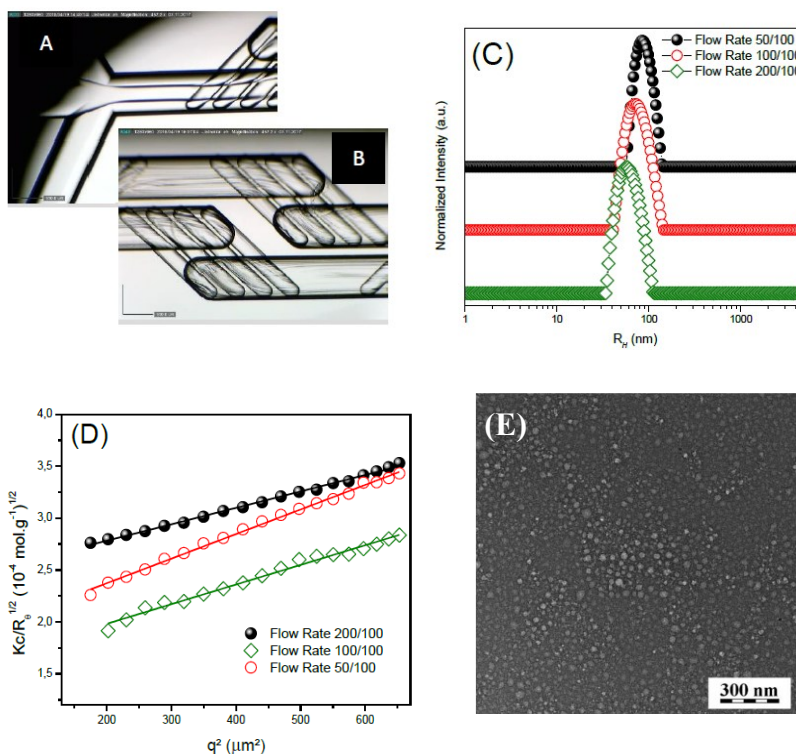 A
B
(C)
Flow Rate 50/100
Flow Rate 100/100
Flow Rate 200/100
Normalized Intensity (a.u.)
1 10 100 1000
R_H (nm)
(D)
4,0
3,5
3,0
2,5
2,0
1,5
Kc/R_θ^1/2 (10^-4 mol.g^-1)^1/2
Flow Rate 200/100
Flow Rate 100/100
Flow Rate 50/100
200 300 400 500 600
q² (µm²)
(E)
300 nm